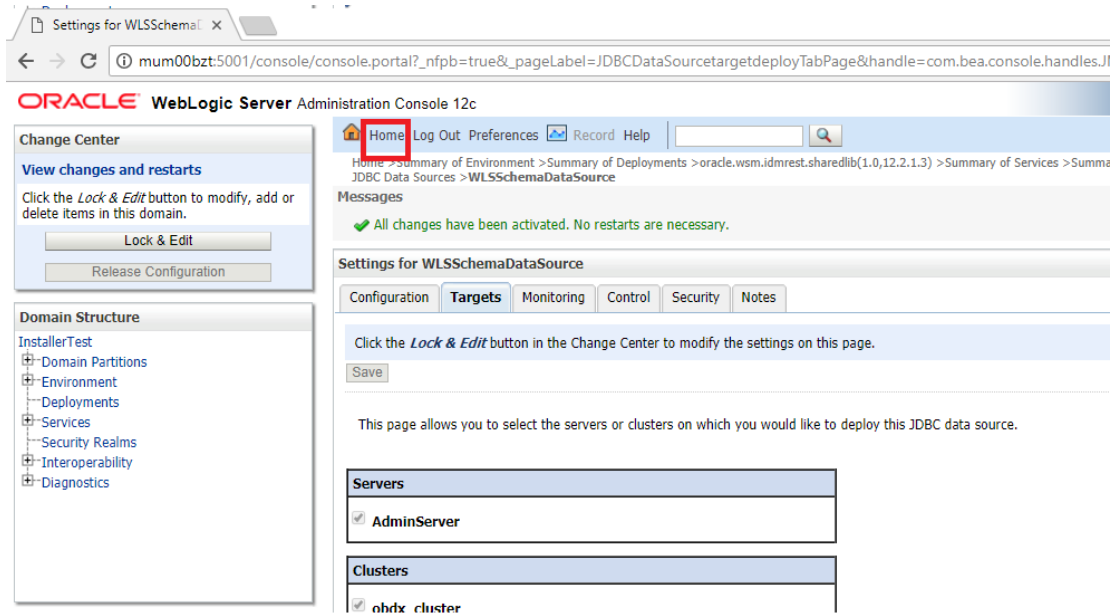 Settings for WLSSchema
mum00bzt:5001/console/console.portal?_nfpb=true&_pageLabel=JDBCDataSourcetargetdeployTabPage&handle=com.bea.console.handles.
ORACLE WebLogic Server Administration Console 12c
Change Center
View changes and restarts
Click the Lock & Edit button to modify, add or
delete items in this domain.
Lock & Edit
Release Configuration
Domain Structure
InstallerTest
Domain Partitions
Environment
Deployments
Services
Security Realms
Interoperability
Diagnostics
Home Log Out Preferences Record Help
Home >Summary of Environment >Summary of Deployments >oracle.wsm.idmrest.sharedlib(1.0,12.2.1.3) >Summary of Services >Summa
JDBC Data Sources >WLSSchemaDataSource
Messages
All changes have been activated. No restarts are necessary.
Settings for WLSSchemaDataSource
Configuration Targets Monitoring Control Security Notes
Click the Lock & Edit button in the Change Center to modify the settings on this page.
Save
This page allows you to select the servers or clusters on which you would like to deploy this JDBC data source.
Servers
AdminServer
Clusters
obdx_cluster